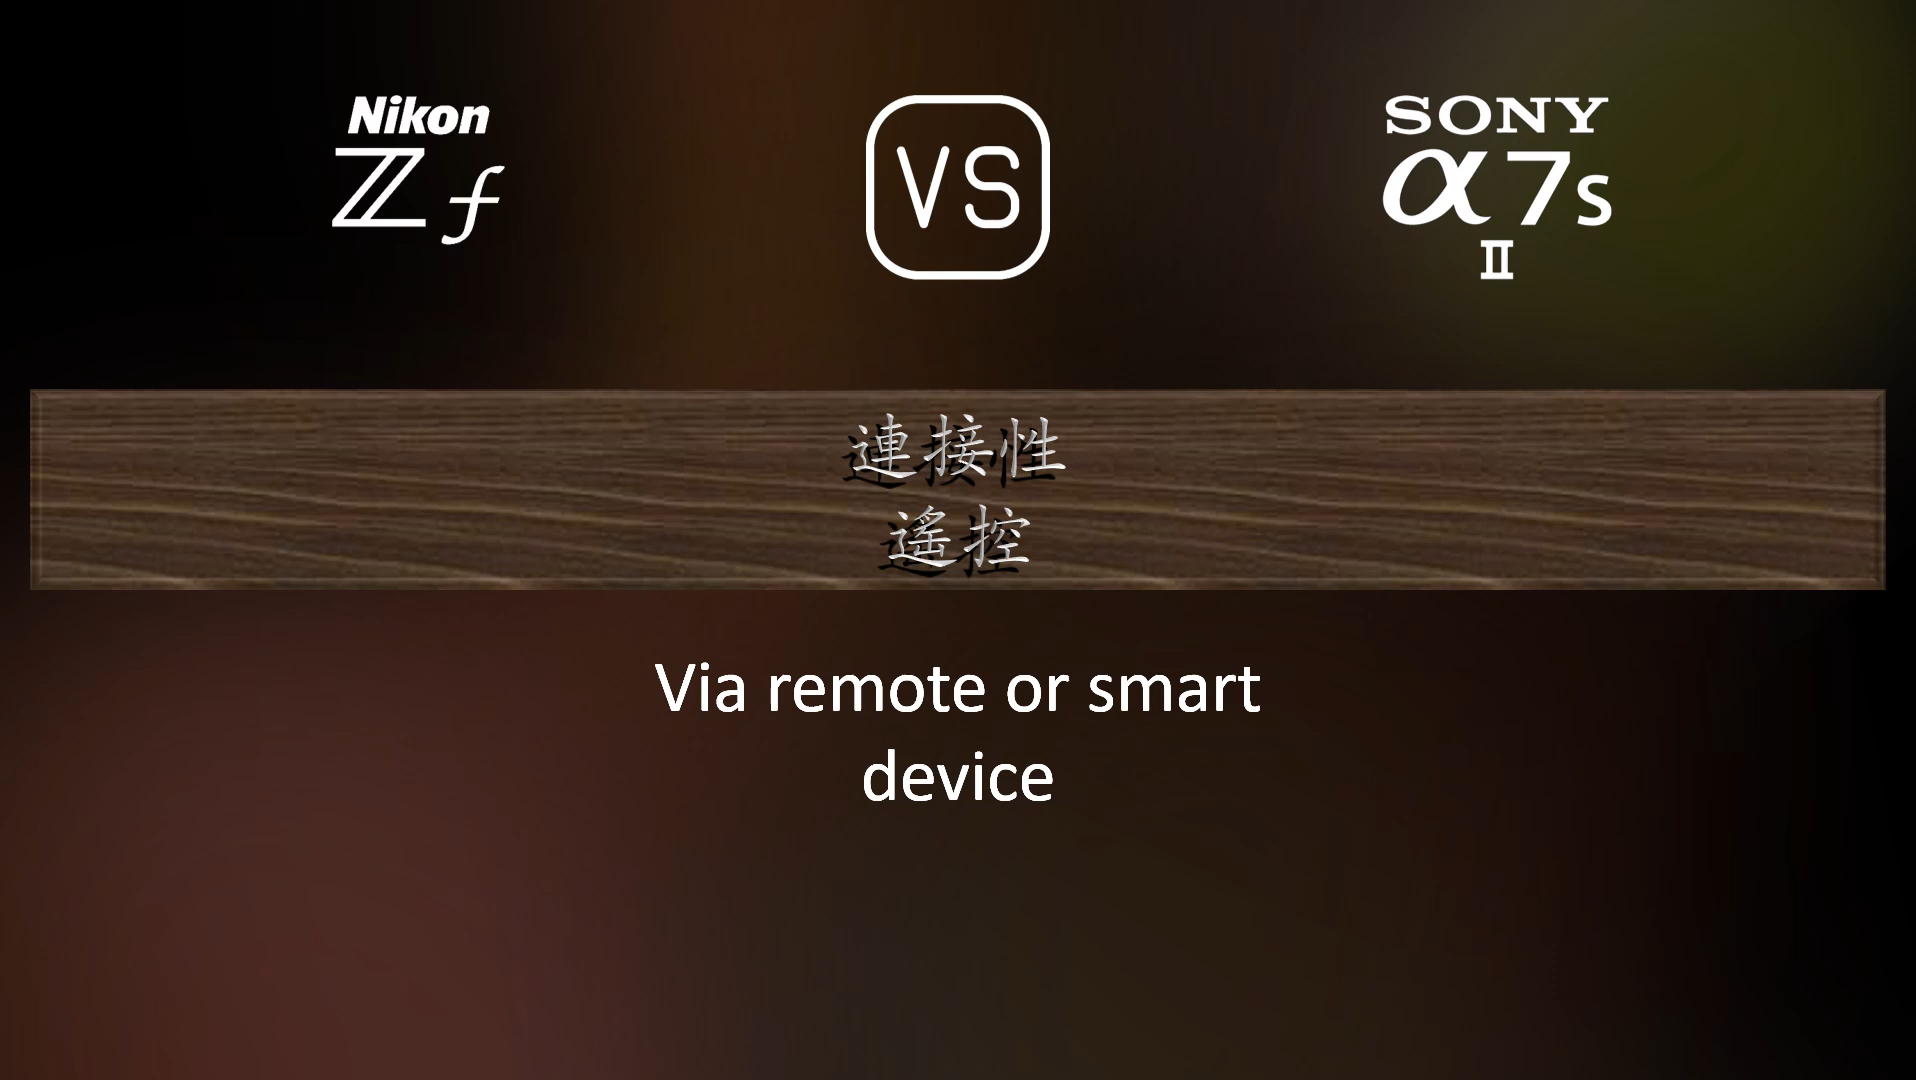 Nikon
Z f
VS
SONY
α7s
II
連接性
遙控
Via remote or smart
device